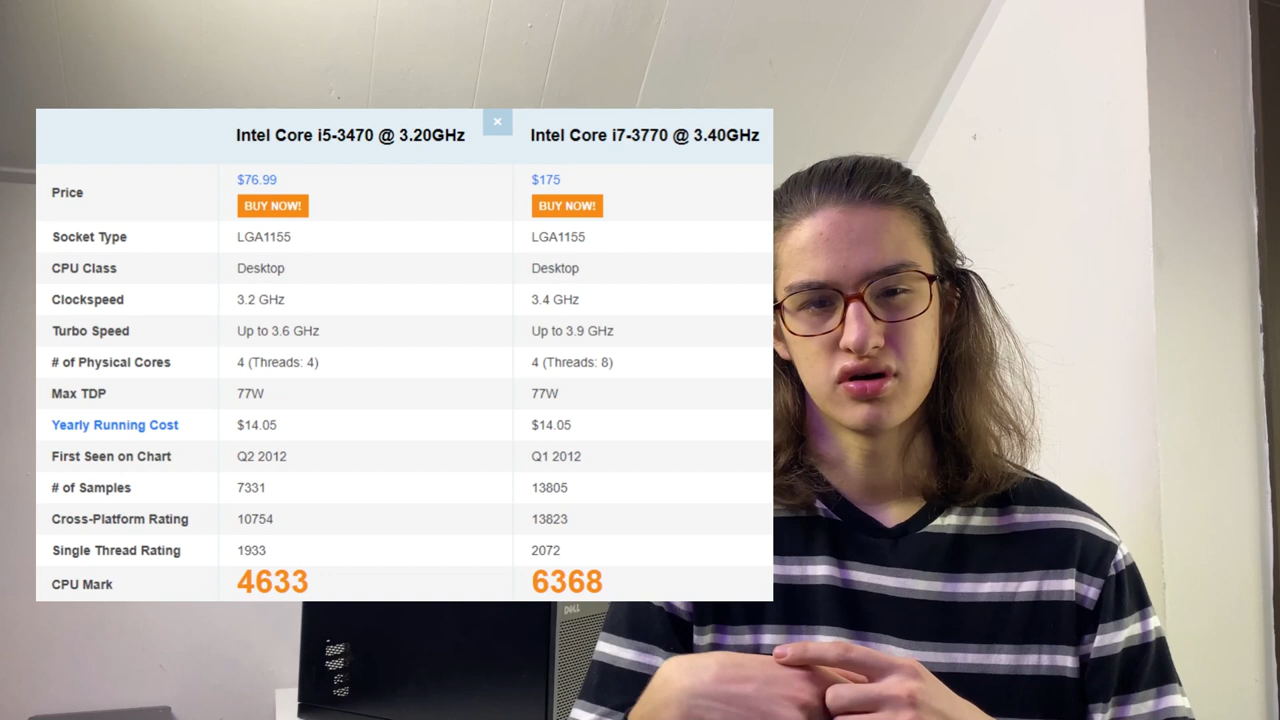 Intel Core i5-3470 @ 3.20GHz × Intel Core i7-3770 @ 3.40GHz
Price $76.99 $175
BUY NOW! BUY NOW!
Socket Type LGA1155 LGA1155
CPU Class Desktop Desktop
Clockspeed 3.2 GHz 3.4 GHz
Turbo Speed Up to 3.6 GHz Up to 3.9 GHz
# of Physical Cores 4 (Threads: 4) 4 (Threads: 8)
Max TDP 77W 77W
Yearly Running Cost $14.05 $14.05
First Seen on Chart Q2 2012 Q1 2012
# of Samples 7331 13805
Cross-Platform Rating 10754 13823
Single Thread Rating 1933 2072
CPU Mark 4633 6368
DELL